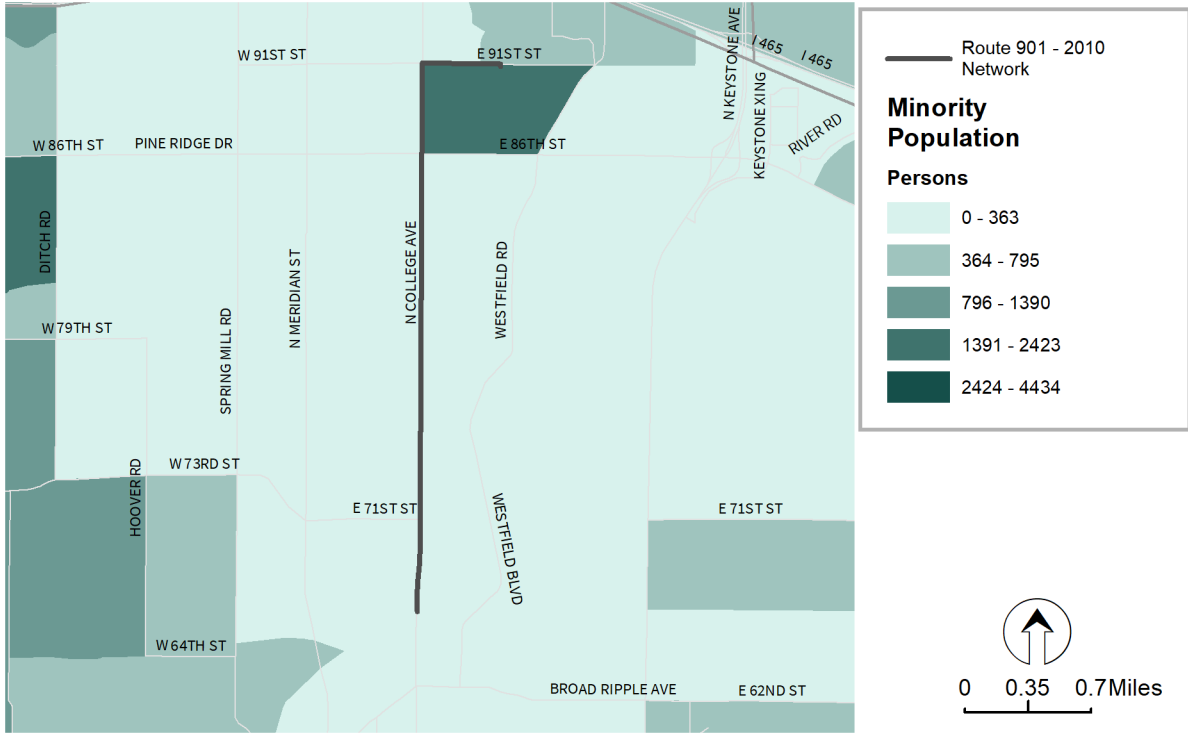 W 91ST ST
E 91ST ST
N KEYSTONE AVE
I 465
I 465
KEYSTONE XING
RIVER RD
W 86TH ST
PINE RIDGE DR
E 86TH ST
DITCH RD
N COLLEGE AVE
WESTFIELD RD
N MERIDIAN ST
SPRING MILL RD
W 79TH ST
W 73RD ST
HOOVER RD
E 71ST ST
E 71ST ST
WESTFIELD BLVD
W 64TH ST
BROAD RIPPLE AVE
E 62ND ST
Route 901 - 2010
Network
Minority
Population
Persons
0 - 363
364 - 795
796 - 1390
1391 - 2423
2424 - 4434
0 0.35 0.7Miles